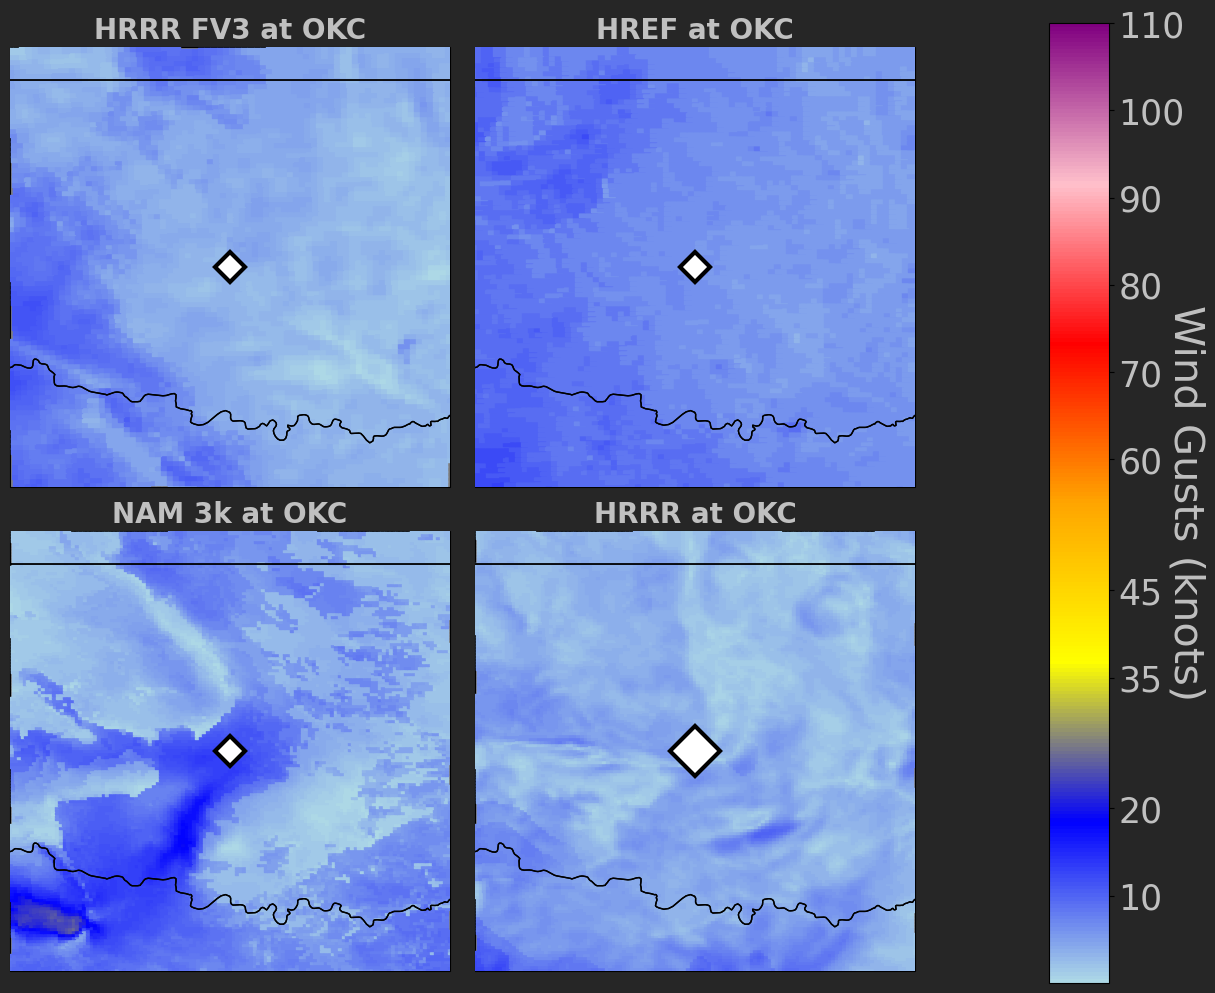 HRRR FV3 at OKC
HREF at OKC
NAM 3k at OKC
HRRR at OKC
110
100
90
80
70
60
45
35
20
10
Wind Gusts (knots)